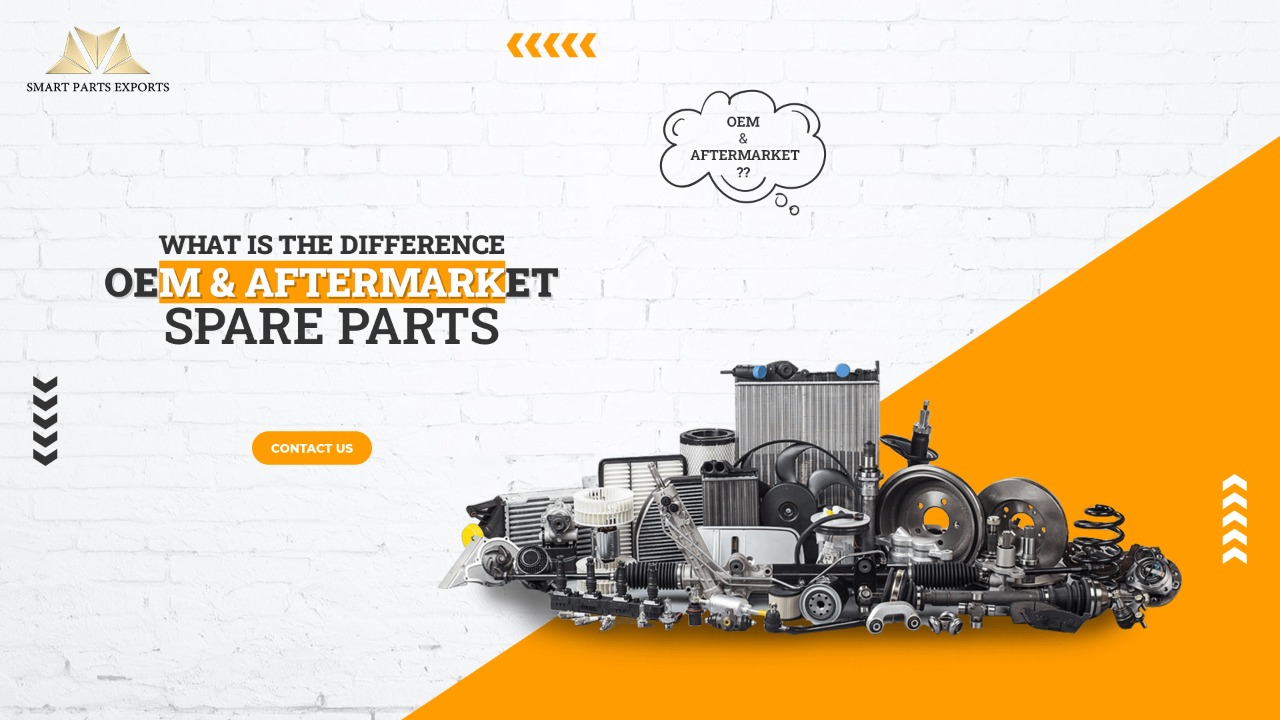 SMART PARTS EXPORTS
OEM
&
AFTERMARKET
??
WHAT IS THE DIFFERENCE
OEM & AFTERMARKET
SPARE PARTS
CONTACT US